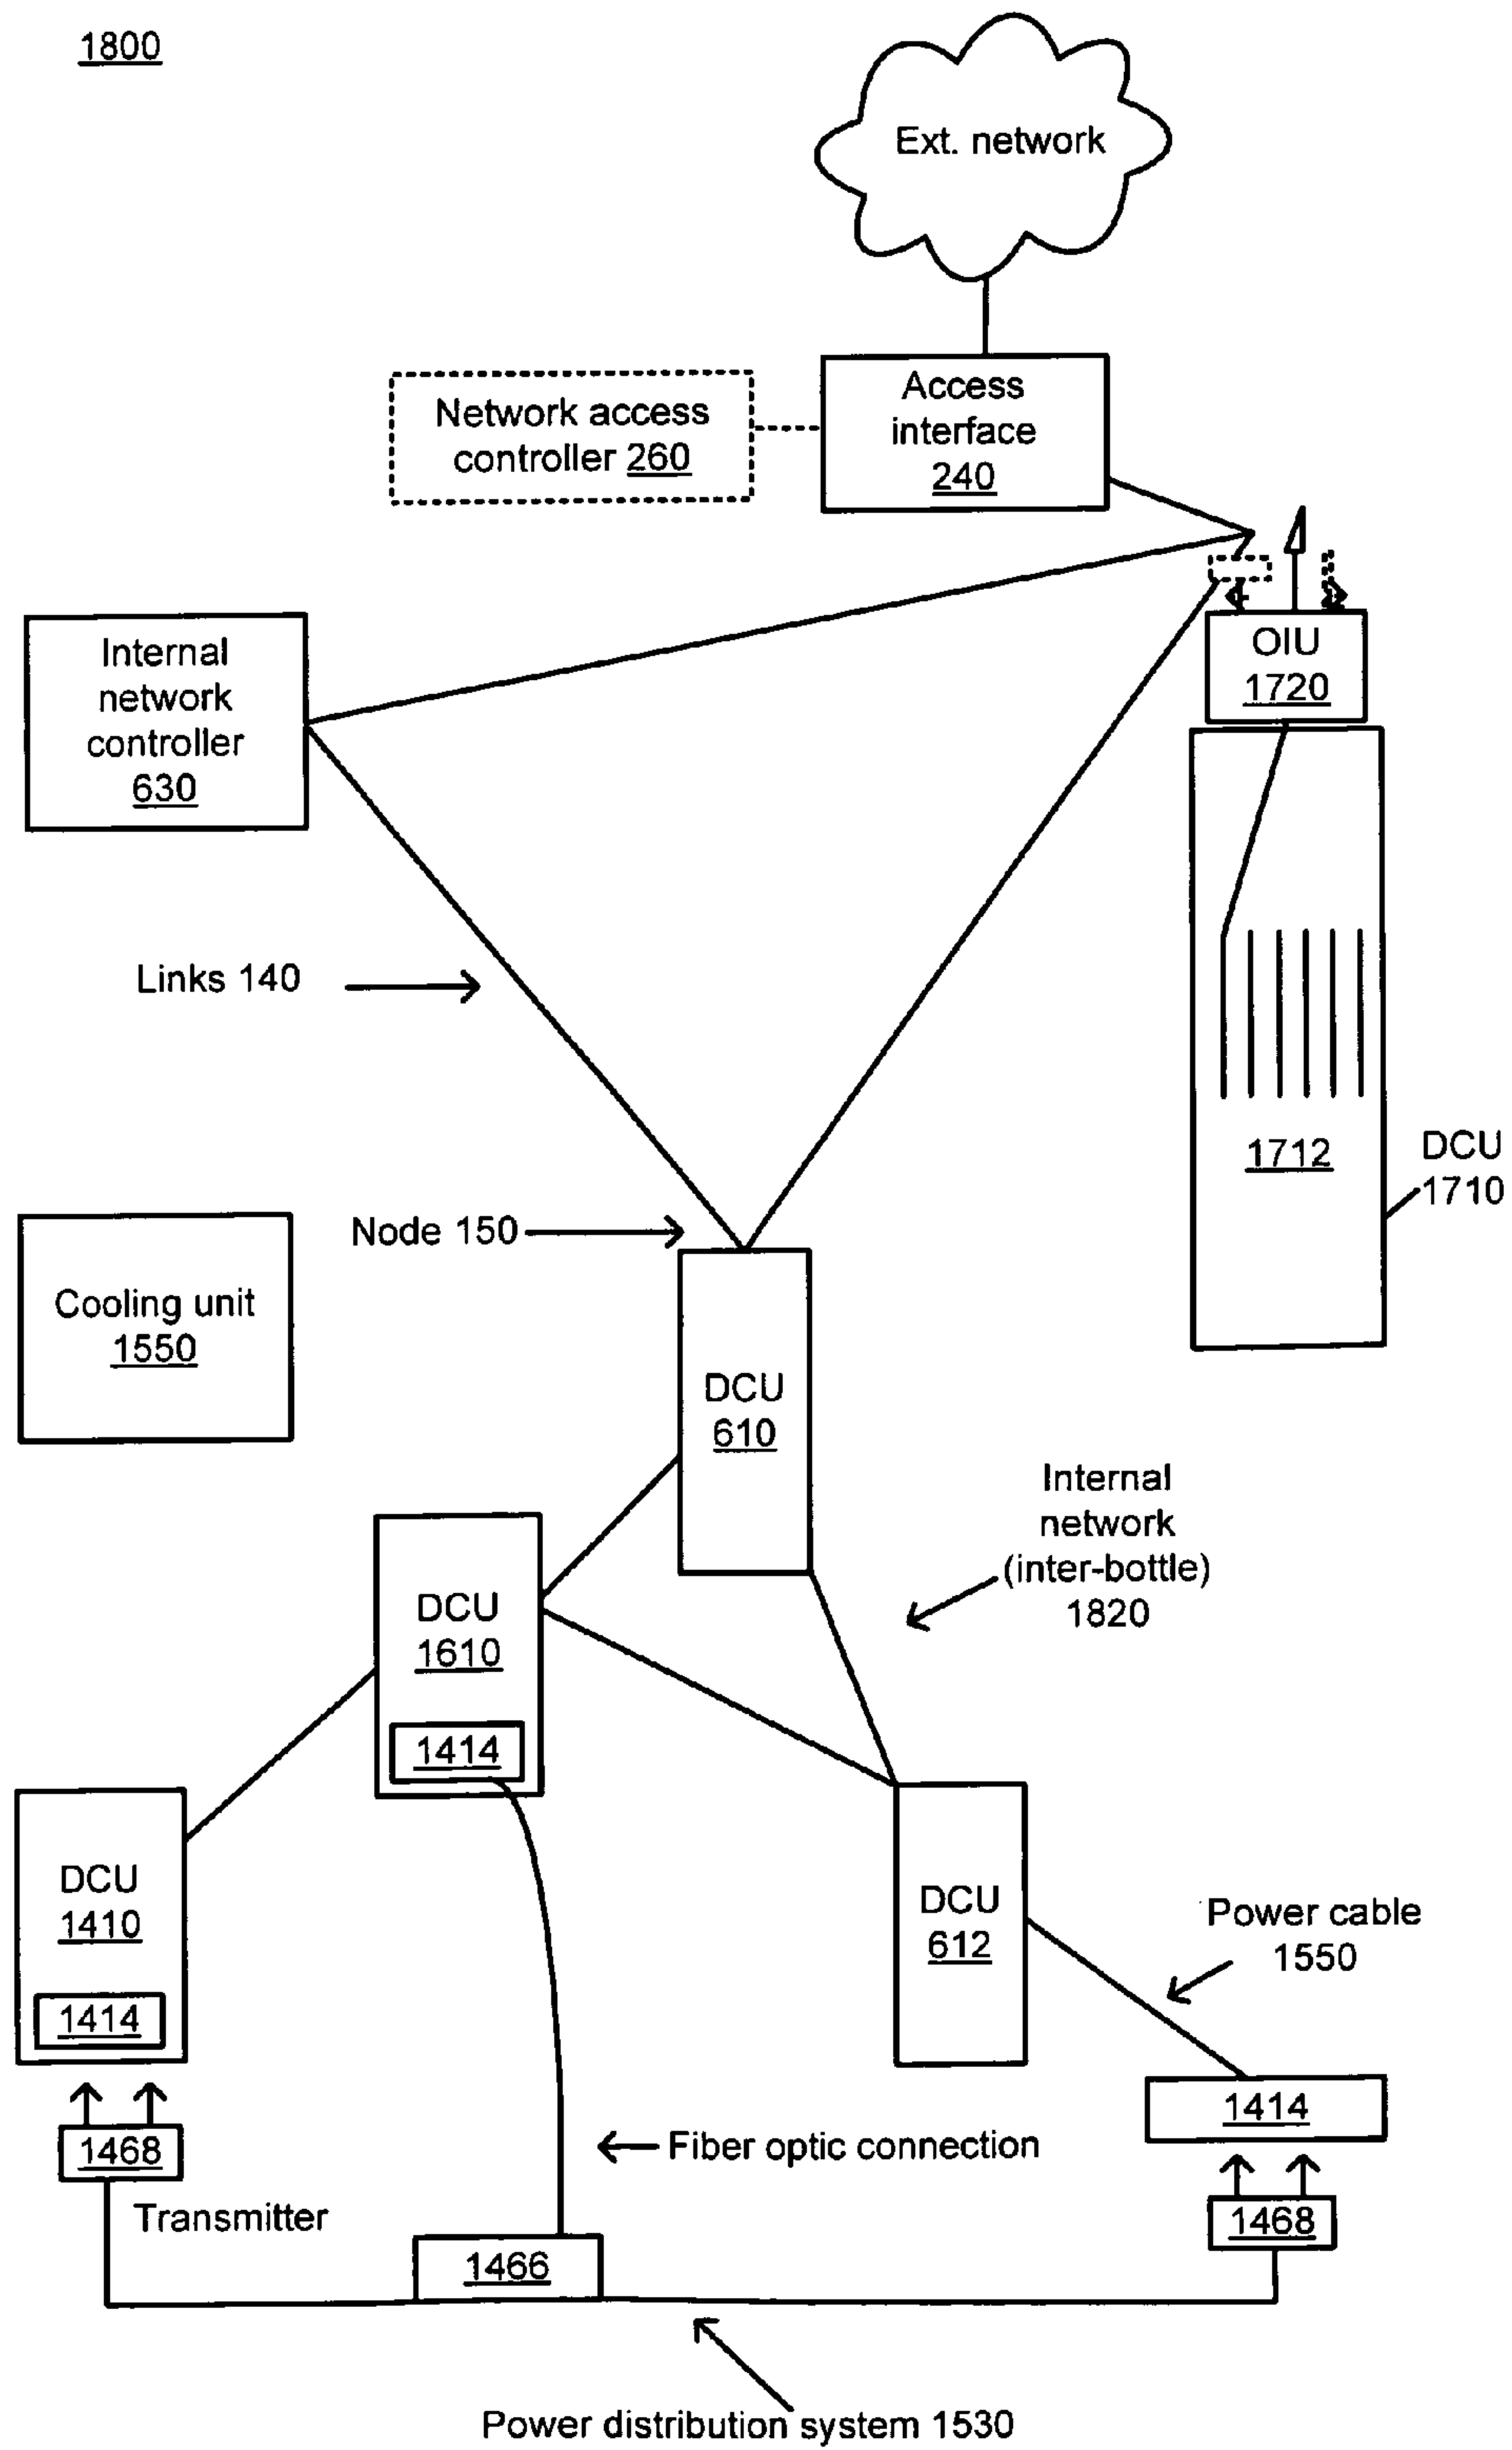 1800
Ext. network
Access
interface
240
Network access
controller 260
OIU
1720
Internal
network
controller
630
Links 140
1712
DCU
1710
Node 150
Cooling unit
1550
DCU
610
Internal
network
(inter-bottle)
1820
DCU
1610
1414
DCU
1410
1414
DCU
612
Power cable
1550
1414
1468
Fiber optic connection
Transmitter
1468
1466
Power distribution system 1530